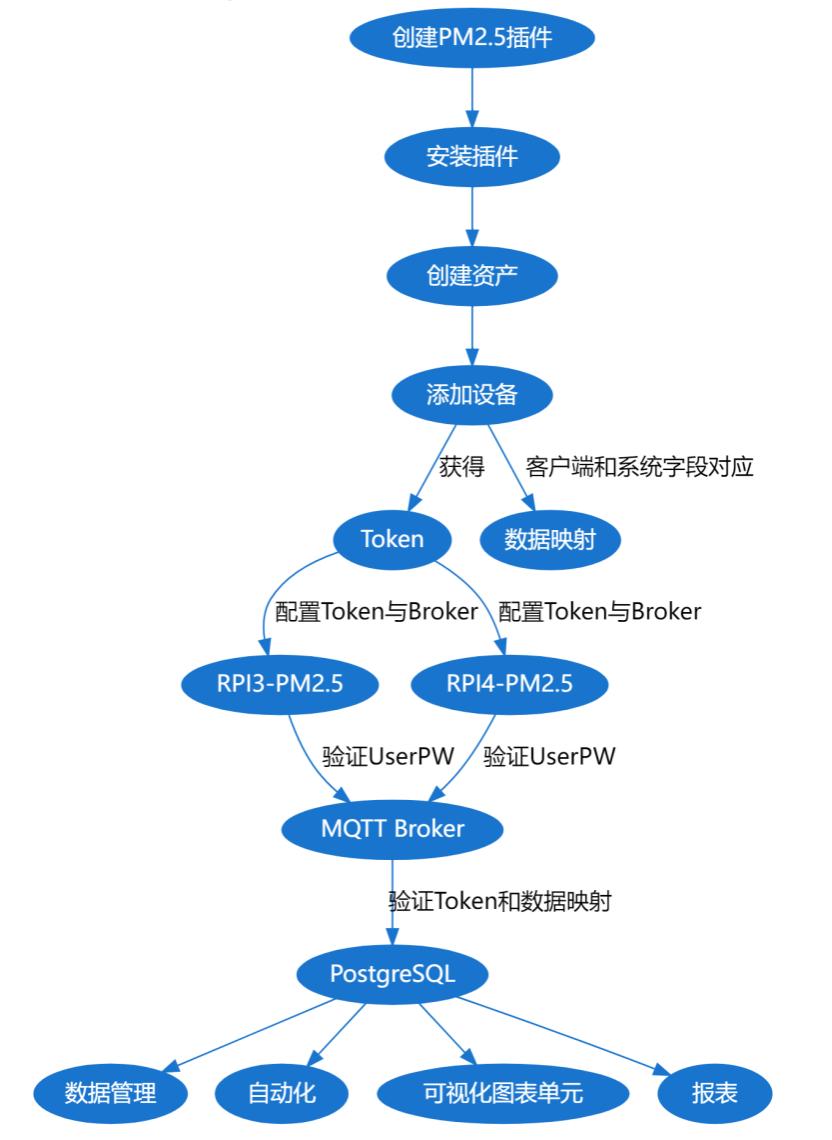 创建PM2.5插件
安装插件
创建资产
添加设备
获得
客户端和系统字段对应
Token
数据映射
配置Token与Broker
配置Token与Broker
RPI3-PM2.5
RPI4-PM2.5
验证UserPW
验证UserPW
MQTT Broker
验证Token和数据映射
PostgreSQL
数据管理
自动化
可视化图表单元
报表